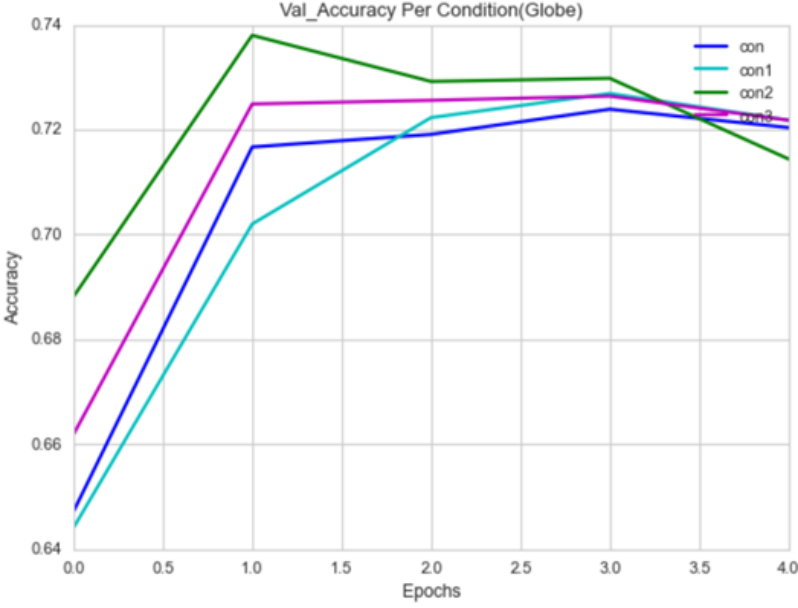 Val_Accuracy Per Condition(Globe)
0.74
0.72
0.70
0.68
0.66
0.64
Accuracy
con
con1
con2
con3
0.0 0.5 1.0 1.5 2.0 2.5 3.0 3.5 4.0
Epochs